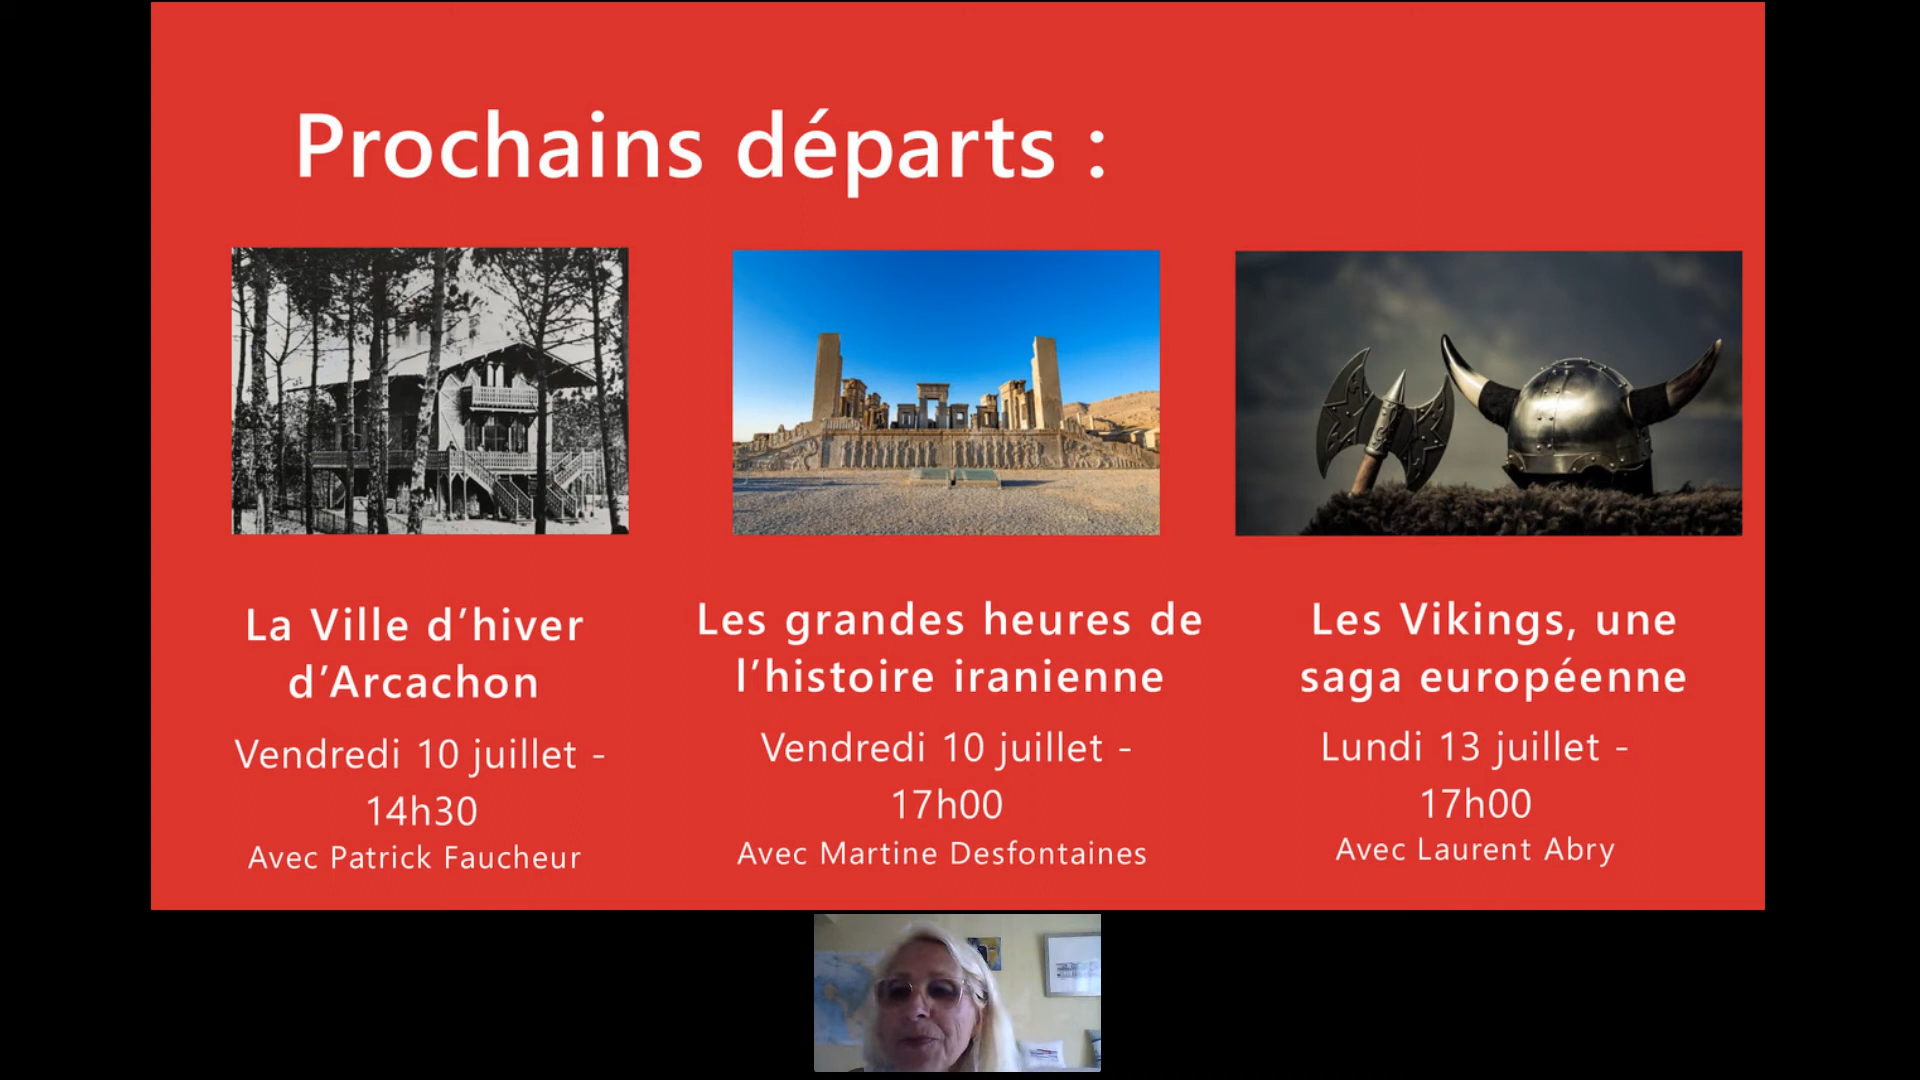 Prochains départs :
La Ville d’hiver
d’Arcachon
Vendredi 10 juillet -
14h30
Avec Patrick Faucheur
Les grandes heures de
l’histoire iranienne
Vendredi 10 juillet -
17h00
Avec Martine Desfontaines
Les Vikings, une
saga européenne
Lundi 13 juillet -
17h00
Avec Laurent Abry